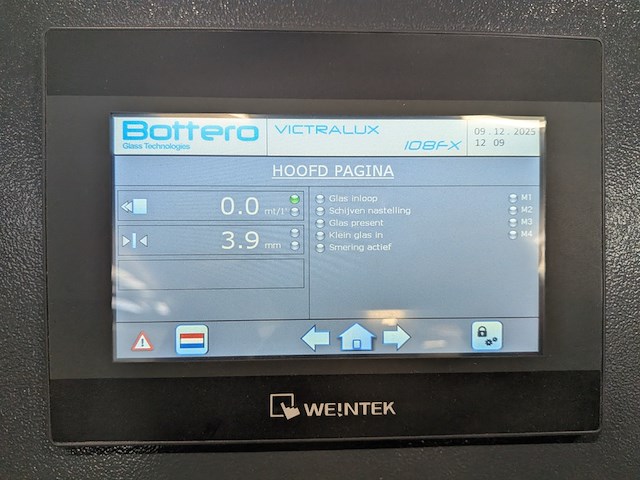 Bottero
Glass Technologies
VICTRALUX
108FX
09.12.2025
12 09
HOOFD PAGINA
0.0 mt/1'
3.9 mm
Glas inloop
Schijven nastelling
Glas present
Klein glas in
Smering actief
M1
M2
M3
M4
WEINTEK